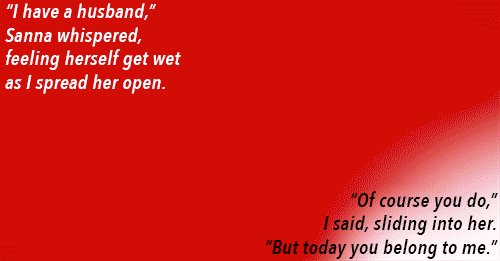 “I have a husband,”
Sanna whispered,
feeling herself get wet
as I spread her open.
“Of course you do,”
I said, sliding into her.
“But today you belong to me.”